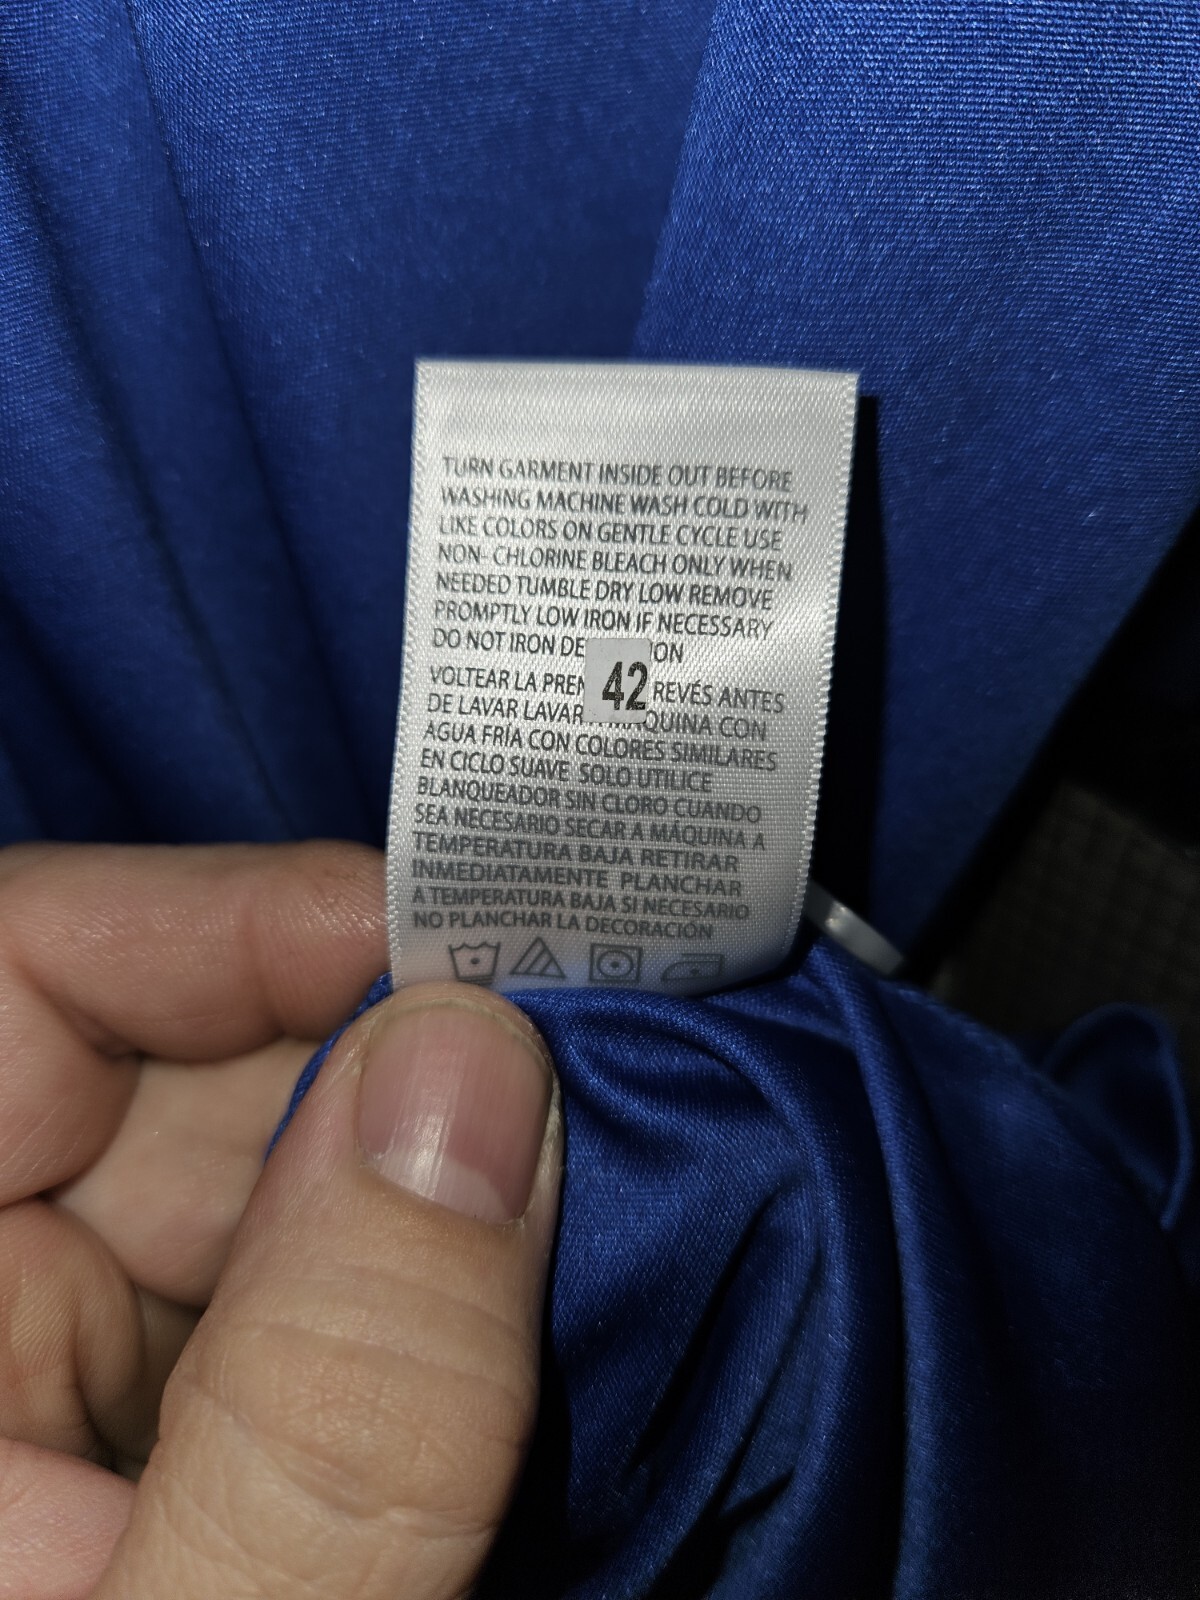 TURN GARMENT INSIDE OUT BEFORE
WASHING MACHINE WASH COLD WITH
LIKE COLORS ON GENTLE CYCLE USE
NON- CHLORINE BLEACH ONLY WHEN
NEEDED TUMBLE DRY LOW REMOVE
PROMPTLY LOW IRON IF NECESSARY
DO NOT IRON DE ON
42
VOLTEAR LA PREN REVÉS ANTES
DE LAVAR LAVAR MÁQUINA CON
AGUA FRÍA CON COLORES SIMILARES
EN CICLO SUAVE SOLO UTILICE
BLANQUEADOR SIN CLORO CUANDO
SEA NECESARIO SECAR A MÁQUINA A
TEMPERATURA BAJA RETIRAR
INMEDIATAMENTE PLANCHAR
A TEMPERATURA BAJA SI NECESARIO
NO PLANCHAR LA DECORACIÓN